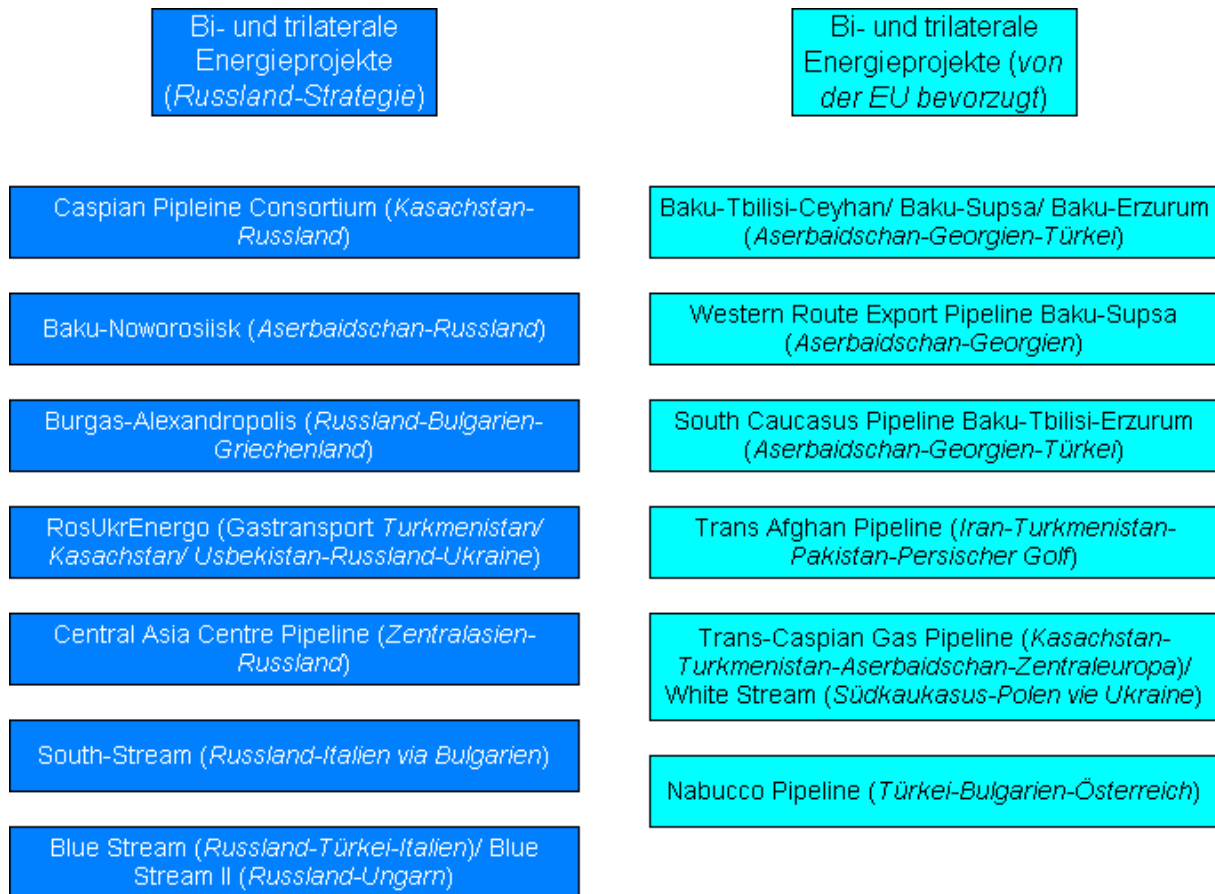 Bi- und trilaterale
Energieprojekte
(Russland-Strategie)
Caspian Pipleine Consortium (Kasachstan-
Russland)
Baku-Noworosiisk (Aserbaidschan-Russland)
Burgas-Alexandropolis (Russland-Bulgarien-
Griechenland)
RosUkrEnergo (Gastransport Turkmenistan/
Kasachstan/ Usbekistan-Russland-Ukraine)
Central Asia Centre Pipeline (Zentralasien-
Russland)
South-Stream (Russland-Italien via Bulgarien)
Blue Stream (Russland-Türkei-Italien)/ Blue
Stream II (Russland-Ungarn)
Bi- und trilaterale
Energieprojekte (von
der EU bevorzugt)
Baku-Tbilisi-Ceyhan/ Baku-Supsa/ Baku-Erzurum
(Aserbaidschan-Georgien-Türkei)
Western Route Export Pipeline Baku-Supsa
(Aserbaidschan-Georgien)
South Caucasus Pipeline Baku-Tbilisi-Erzurum
(Aserbaidschan-Georgien-Türkei)
Trans Afghan Pipeline (Iran-Turkmenistan-
Pakistan-Persischer Golf)
Trans-Caspian Gas Pipeline (Kasachstan-
Turkmenistan-Aserbaidschan-Zentraleuropa)/
White Stream (Südkaukasus-Polen vie Ukraine)
Nabucco Pipeline (Türkei-Bulgarien-Österreich)